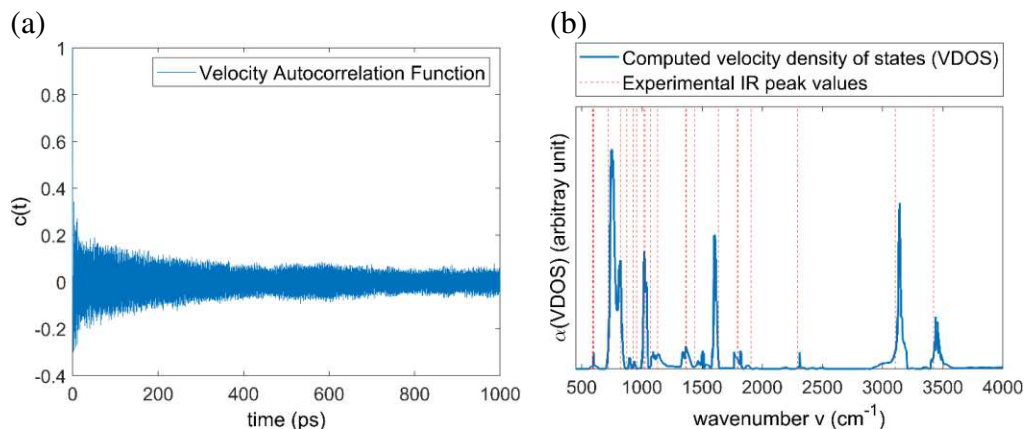 (a)
1
0.8
0.6
0.4
0.2
0
-0.2
-0.4
c(t)
Velocity Autocorrelation Function
0
200
400
600
800
1000
time (ps)
(b)
Computed velocity density of states (VDOS)
Experimental IR peak values
α(VDOS) (arbitray unit)
500
1000
1500
2000
2500
3000
3500
4000
wavenumber v (cm⁻¹)